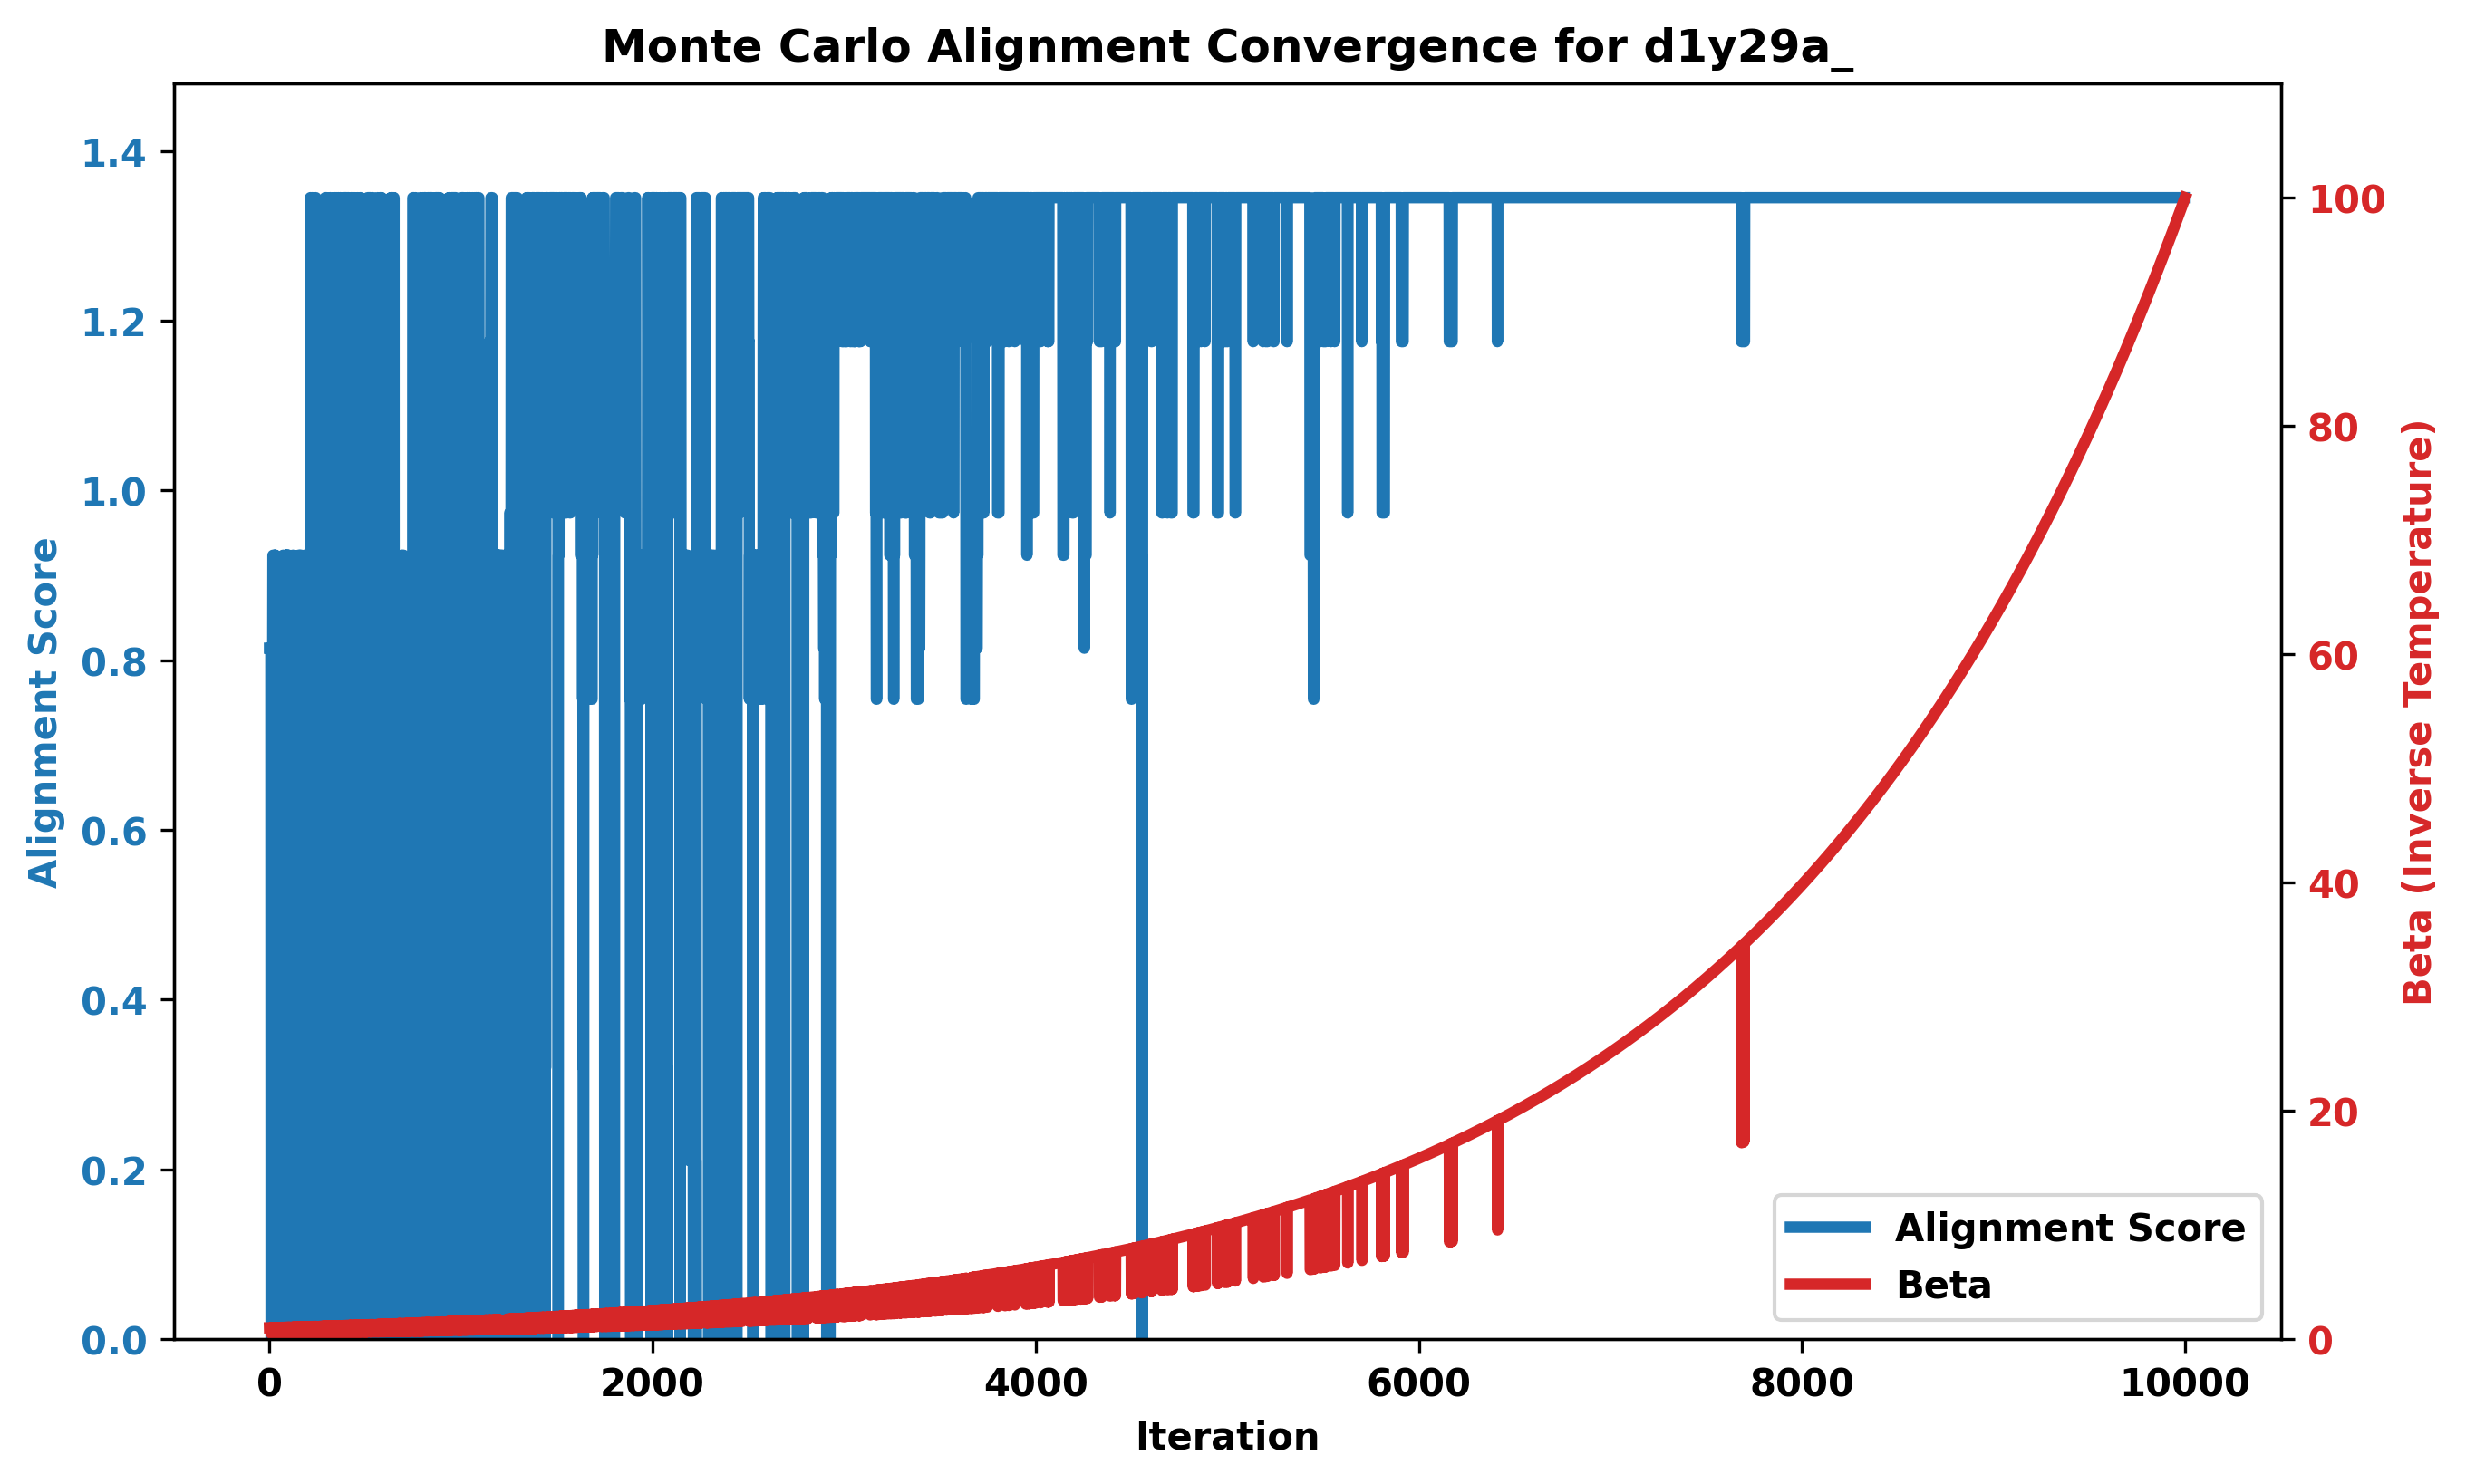 Monte Carlo Alignment Convergence for d1y29a_
Alignment Score
1.4
1.2
1.0
0.8
0.6
0.4
0.2
0.0
100
80
60
40
20
0
Beta (Inverse Temperature)
Alignment Score
Beta
0 2000 4000 6000 8000 10000
Iteration